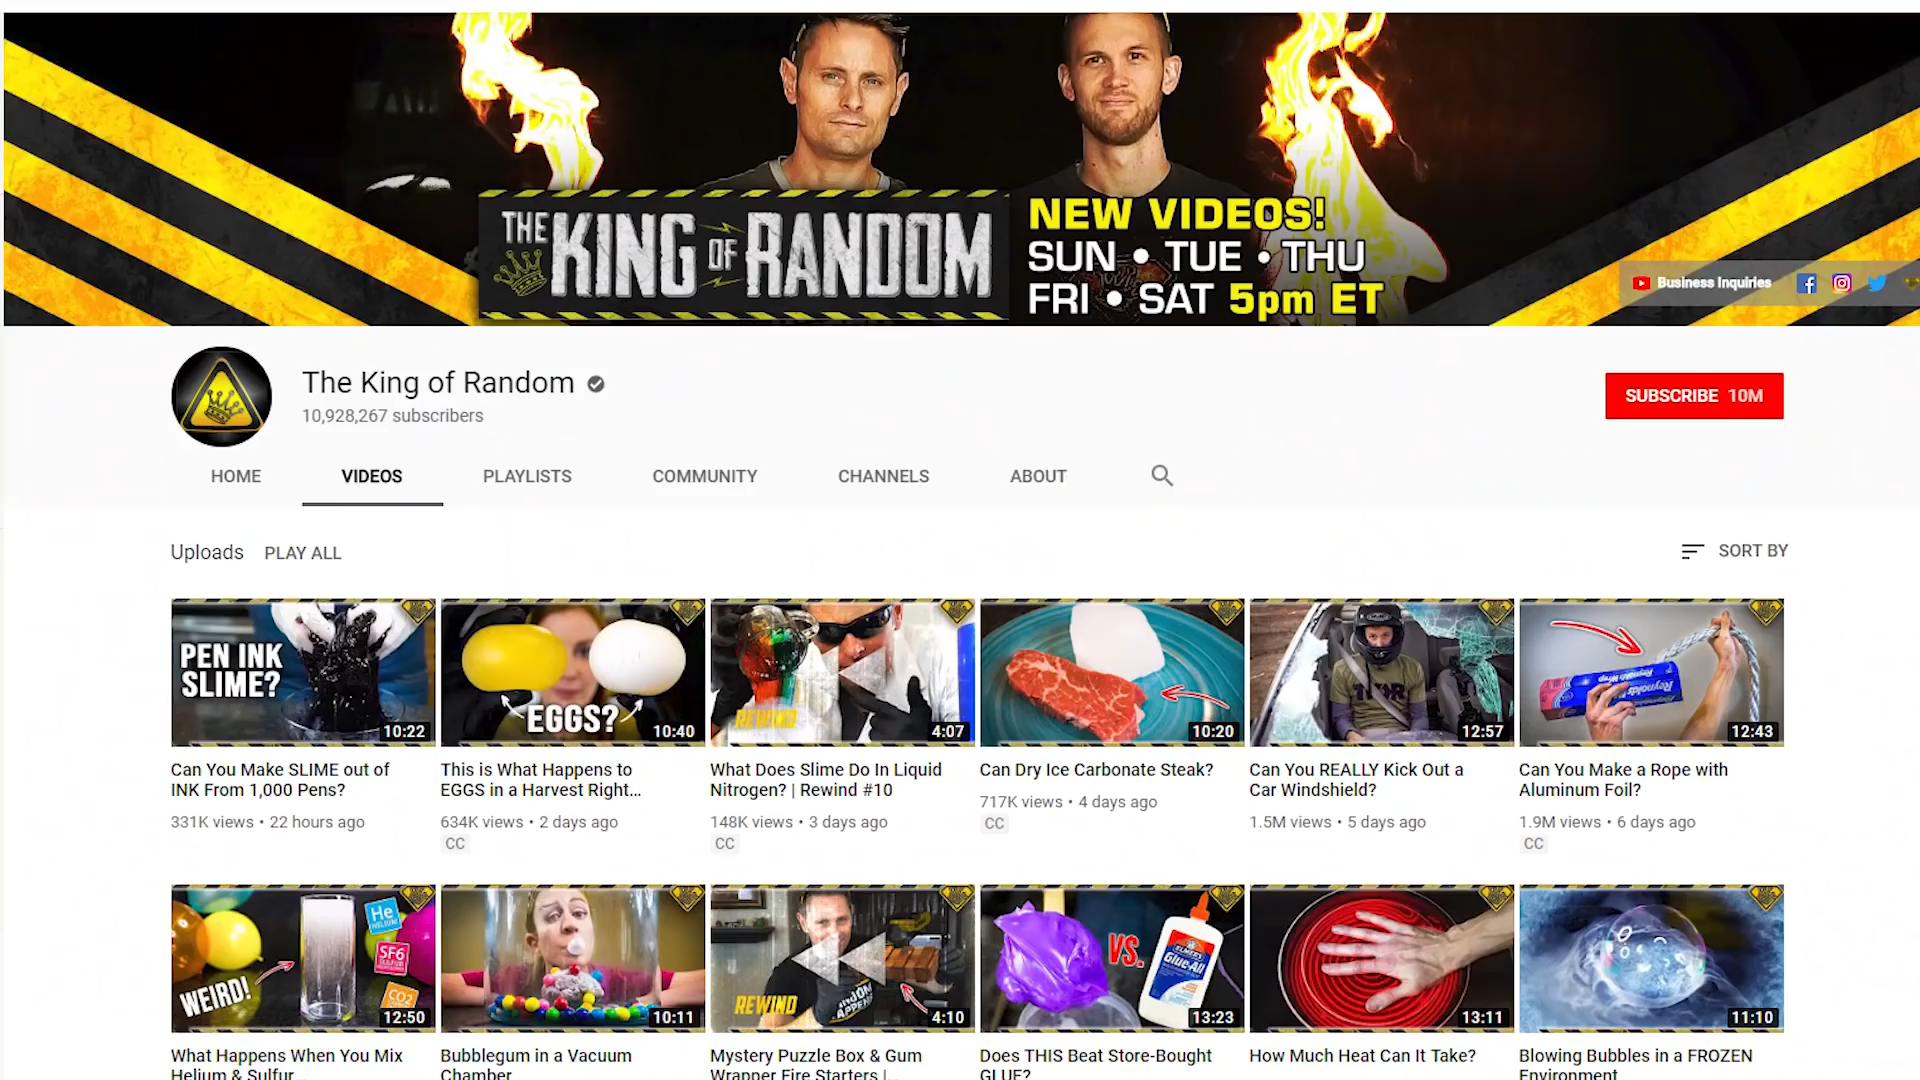 THE KING OF RANDOM
NEW VIDEOS!
SUN • TUE • THU
FRI • SAT 5pm ET
Business Inquiries
The King of Random
10,928,267 subscribers
SUBSCRIBE 10M
HOME VIDEOS PLAYLISTS COMMUNITY CHANNELS ABOUT
Uploads PLAY ALL SORT BY
PEN INK
SLIME?
10:22
EGGS?
10:40
REWIND
4:07
10:20
THOR
12:57
Reynolds Wrap
Reynolds
12:43
Can You Make SLIME out of
INK From 1,000 Pens?
331K views • 22 hours ago
This is What Happens to
EGGS in a Harvest Right...
634K views • 2 days ago
CC
What Does Slime Do In Liquid
Nitrogen? | Rewind #10
148K views • 3 days ago
CC
Can Dry Ice Carbonate Steak?
717K views • 4 days ago
CC
Can You REALLY Kick Out a
Car Windshield?
1.5M views • 5 days ago
Can You Make a Rope with
Aluminum Foil?
1.9M views • 6 days ago
CC
He
HELIUM
SF6
CO2
WEIRD!
12:50
10:11
REWIND
4:10
VS.
ELMER'S
Glue-All
13:23
13:11
11:10
What Happens When You Mix
Helium & Sulfur...
Bubblegum in a Vacuum
Chamber
Mystery Puzzle Box & Gum
Wrapper Fire Starters |...
Does THIS Beat Store-Bought
GLUE?
How Much Heat Can It Take?
Blowing Bubbles in a FROZEN
Environment